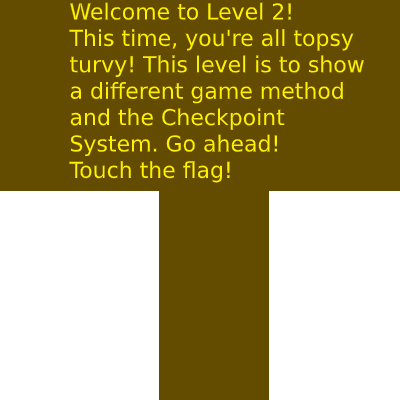 Welcome to Level 2!
This time, you're all topsy
turvy! This level is to show
a different game method
and the Checkpoint
System. Go ahead!
Touch the flag!